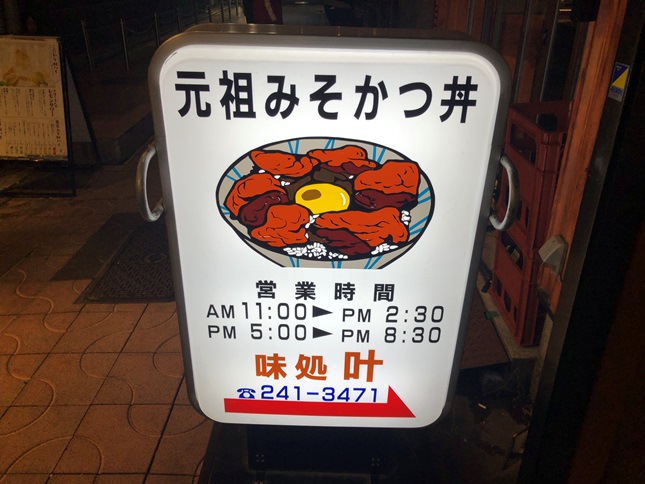 元祖みそかつ丼
営業時間
AM 11:00▶PM 2:30
PM 5:00▶PM 8:30
味処 叶
☎241-3471